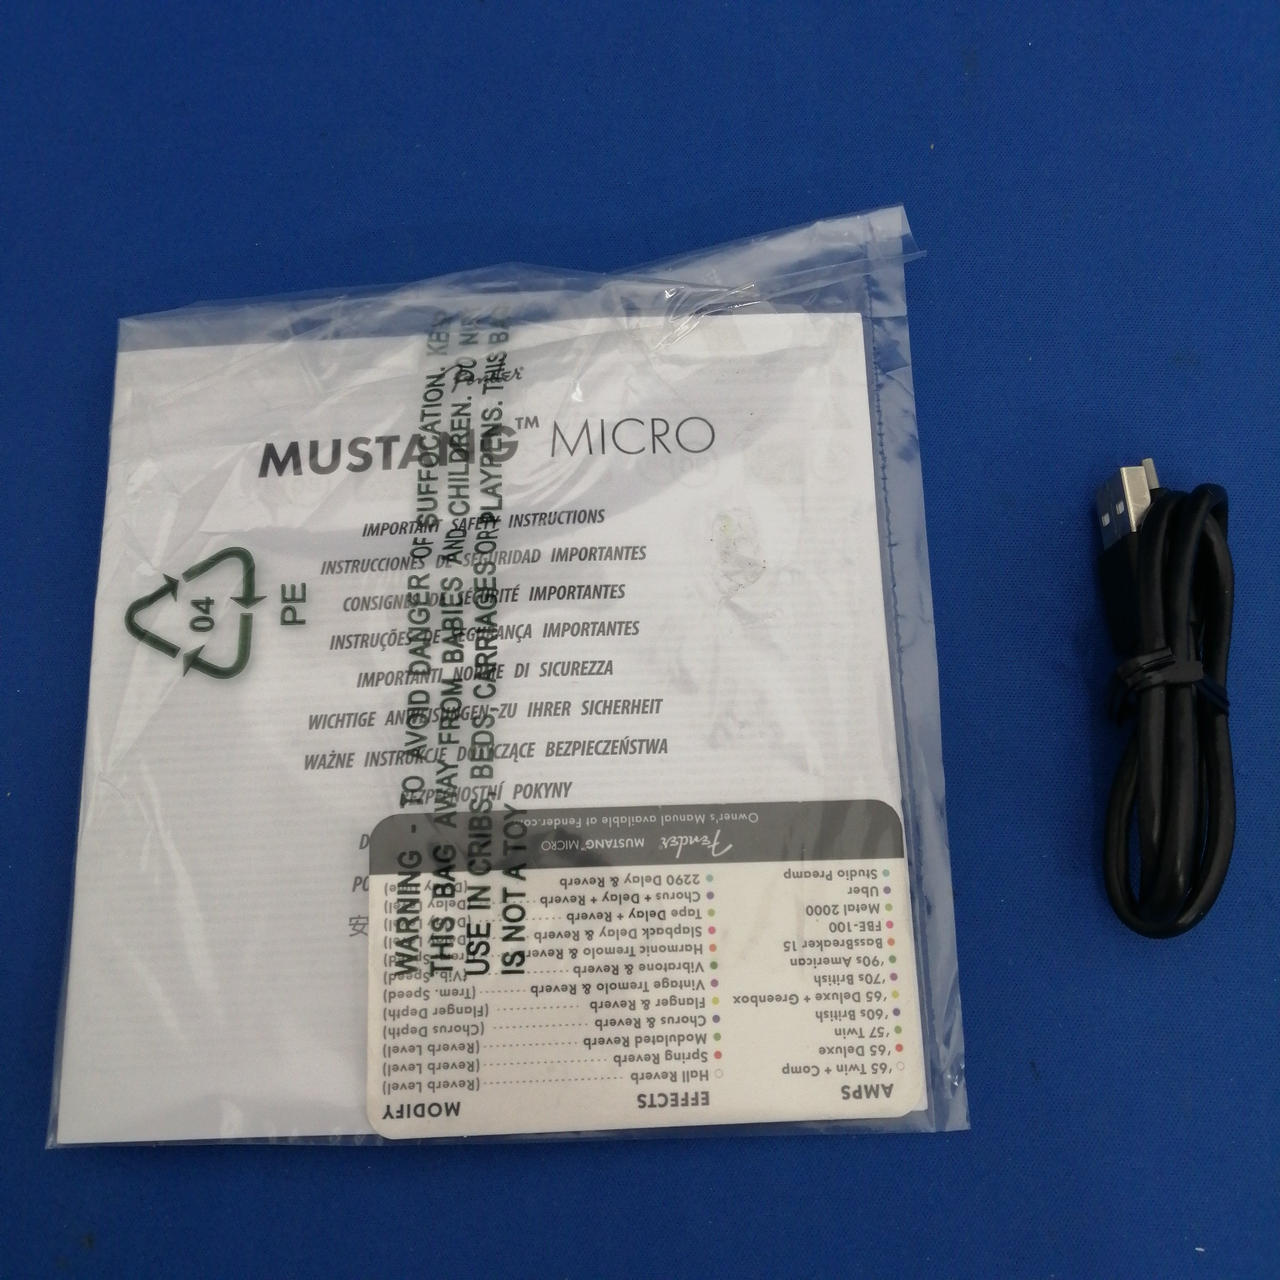 Fender
MUSTANG™ MICRO
IMPORTANT SAFETY INSTRUCTIONS
INSTRUCCIONES DE SEGURIDAD IMPORTANTES
CONSIGNES DE SÉCURITÉ IMPORTANTES
INSTRUÇÕES DE SEGURANÇA IMPORTANTES
IMPORTANTI NORME DI SICUREZZA
WICHTIGE ANWEISUNGEN ZU IHRER SICHERHEIT
WAŻNE INSTRUKCJE DOTYCZĄCE BEZPIECZEŃSTWA
BEZPEČNOSTNÍ POKYNY
安
04
PE
WARNING - TO AVOID DANGER OF SUFFOCATION. KEEP
THIS BAG AWAY FROM BABIES AND CHILDREN. DO NOT
USE IN CRIBS, BEDS, CARRIAGES OR PLAYPENS. THIS BAG
IS NOT A TOY
AMPS EFFECTS MODIFY
'65 Twin + Comp Hall Reverb (Reverb Level)
'65 Deluxe Spring Reverb (Reverb Level)
'57 Twin Modulated Reverb (Reverb Level)
'60s British Chorus & Reverb (Chorus Depth)
'65 Deluxe + Greenbox Flanger & Reverb (Flanger Depth)
'70s British Vintage Tremolo & Reverb (Trem. Speed)
'90s American Vibratone & Reverb (Vib. Speed)
BassBreaker 15 Harmonic Tremolo & Reverb
FBE-100 Slapback Delay & Reverb
Metal 2000 Tape Delay + Reverb
Uber Chorus + Delay + Reverb
Studio Preamp 2290 Delay & Reverb
Fender MUSTANG™ MICRO
Owner's Manual available at Fender.com